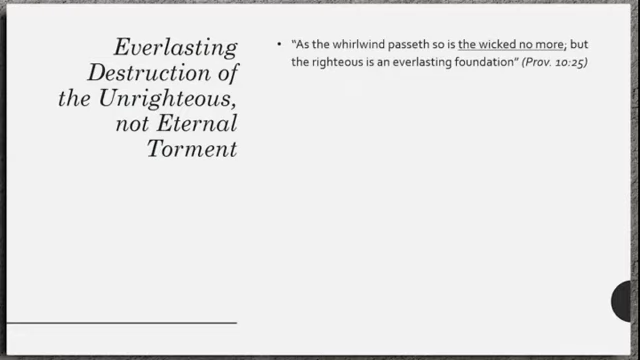 Everlasting
Destruction of
the Unrighteous,
not Eternal
Torment
• "As the whirlwind passeth so is the wicked no more; but
the righteous is an everlasting foundation" (Prov. 10:25)